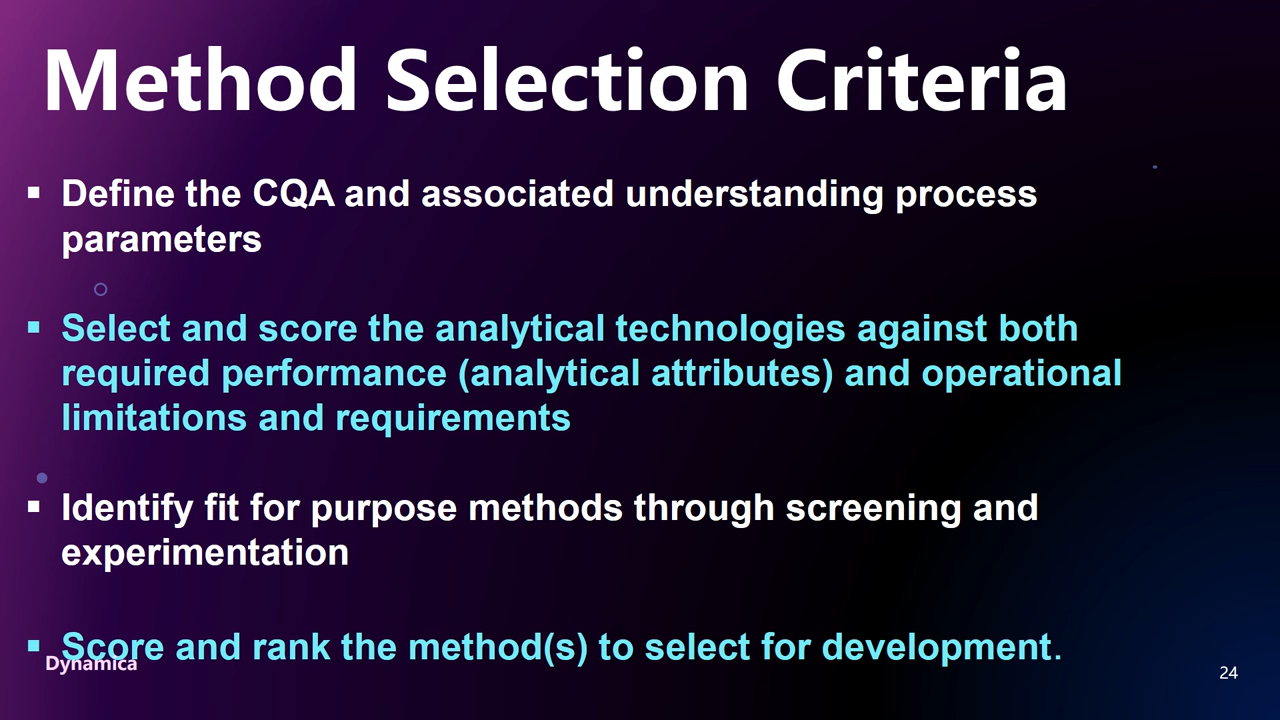 Method Selection Criteria
▪ Define the CQA and associated understanding process
parameters
▪ Select and score the analytical technologies against both
required performance (analytical attributes) and operational
limitations and requirements
▪ Identify fit for purpose methods through screening and
experimentation
▪ Score and rank the method(s) to select for development.
Dynamica
24